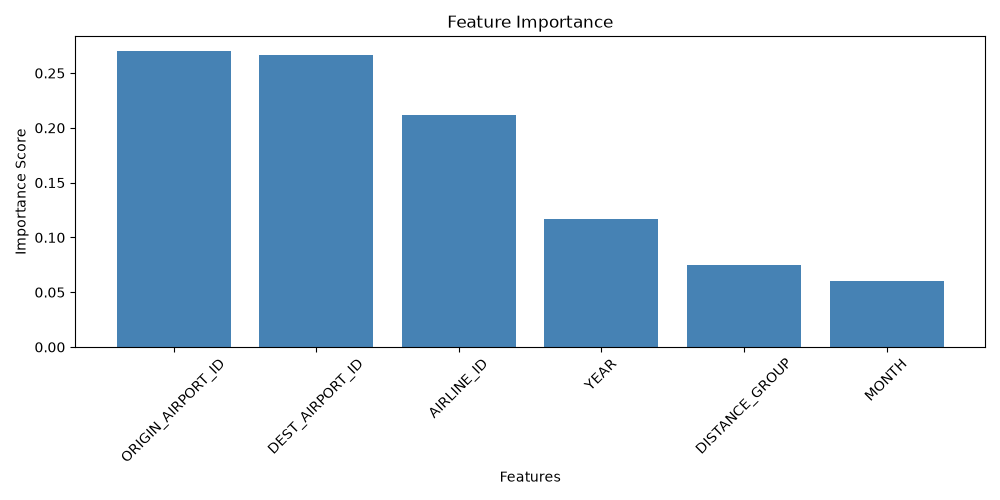 Feature Importance
Importance Score
0.25
0.20
0.15
0.10
0.05
0.00
ORIGIN_AIRPORT_ID
DEST_AIRPORT_ID
AIRLINE_ID
YEAR
DISTANCE_GROUP
MONTH
Features